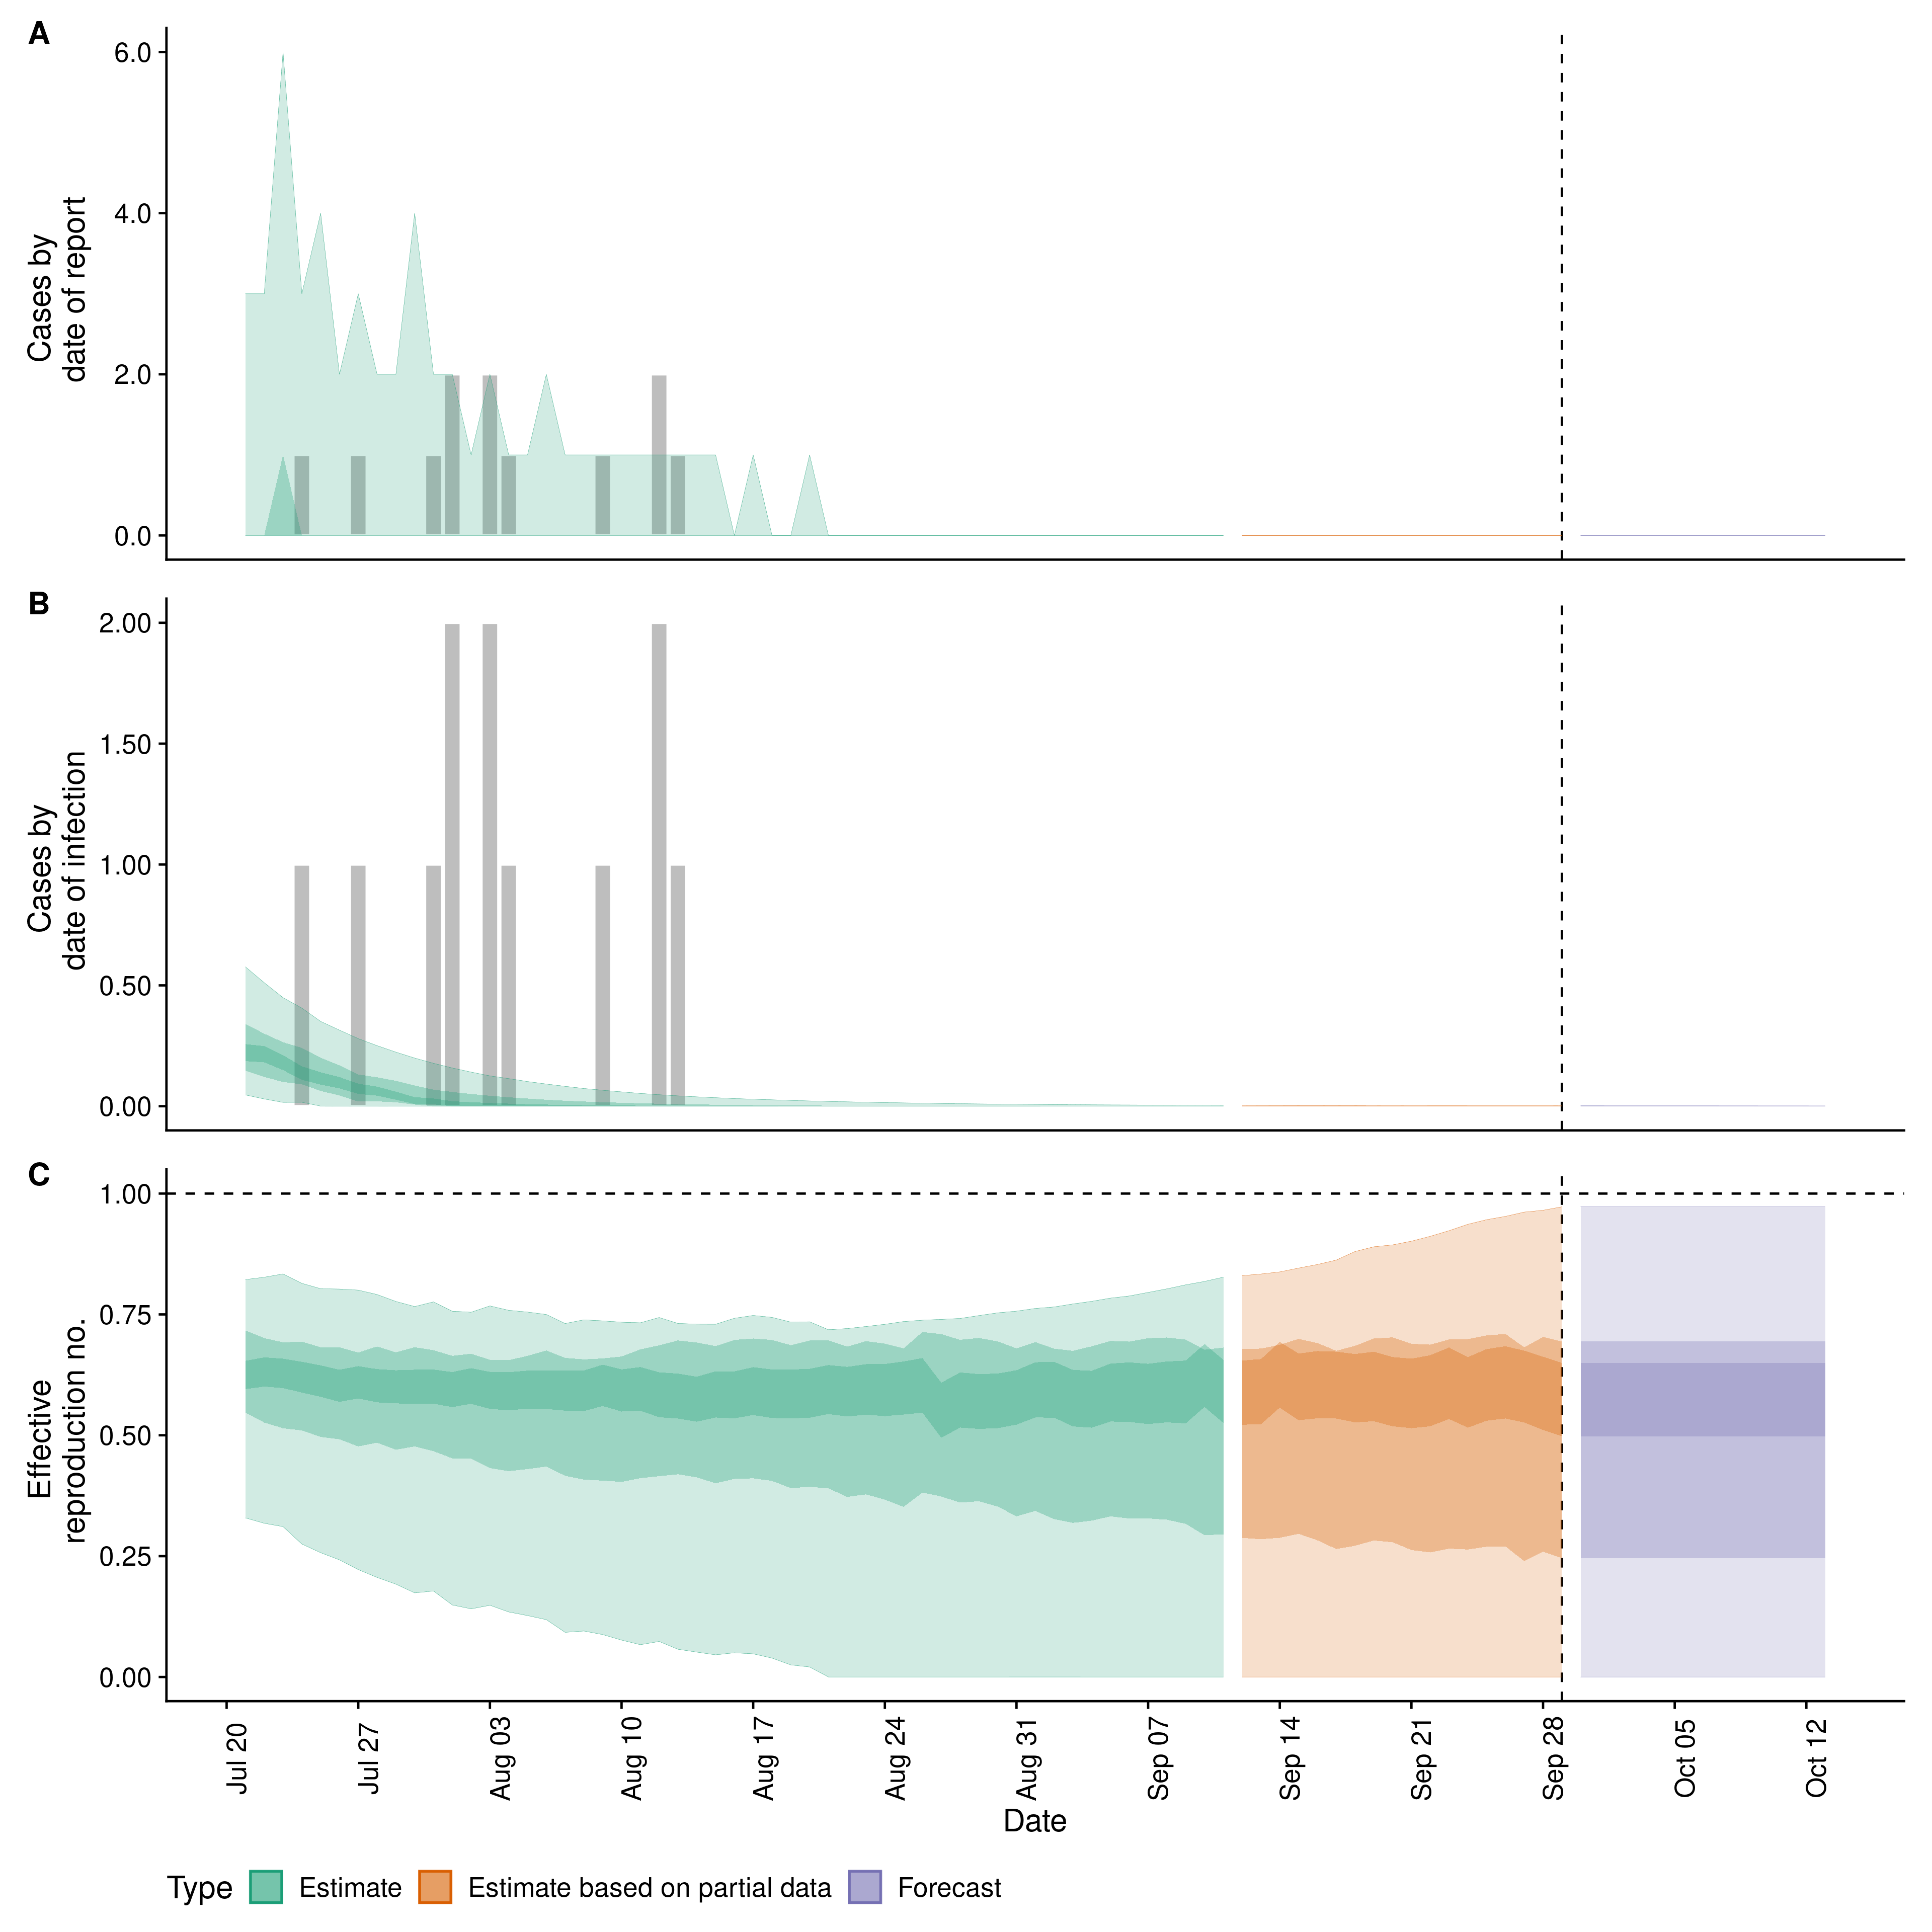 A
6.0
4.0
2.0
0.0
Cases by
date of report
B
2.00
1.50
1.00
0.50
0.00
Cases by
date of infection
C
1.00
0.75
0.50
0.25
0.00
Effective
reproduction no.
Jul 20
Jul 27
Aug 03
Aug 10
Aug 17
Aug 24
Aug 31
Sep 07
Sep 14
Sep 21
Sep 28
Oct 05
Oct 12
Date
Type Estimate Estimate based on partial data Forecast